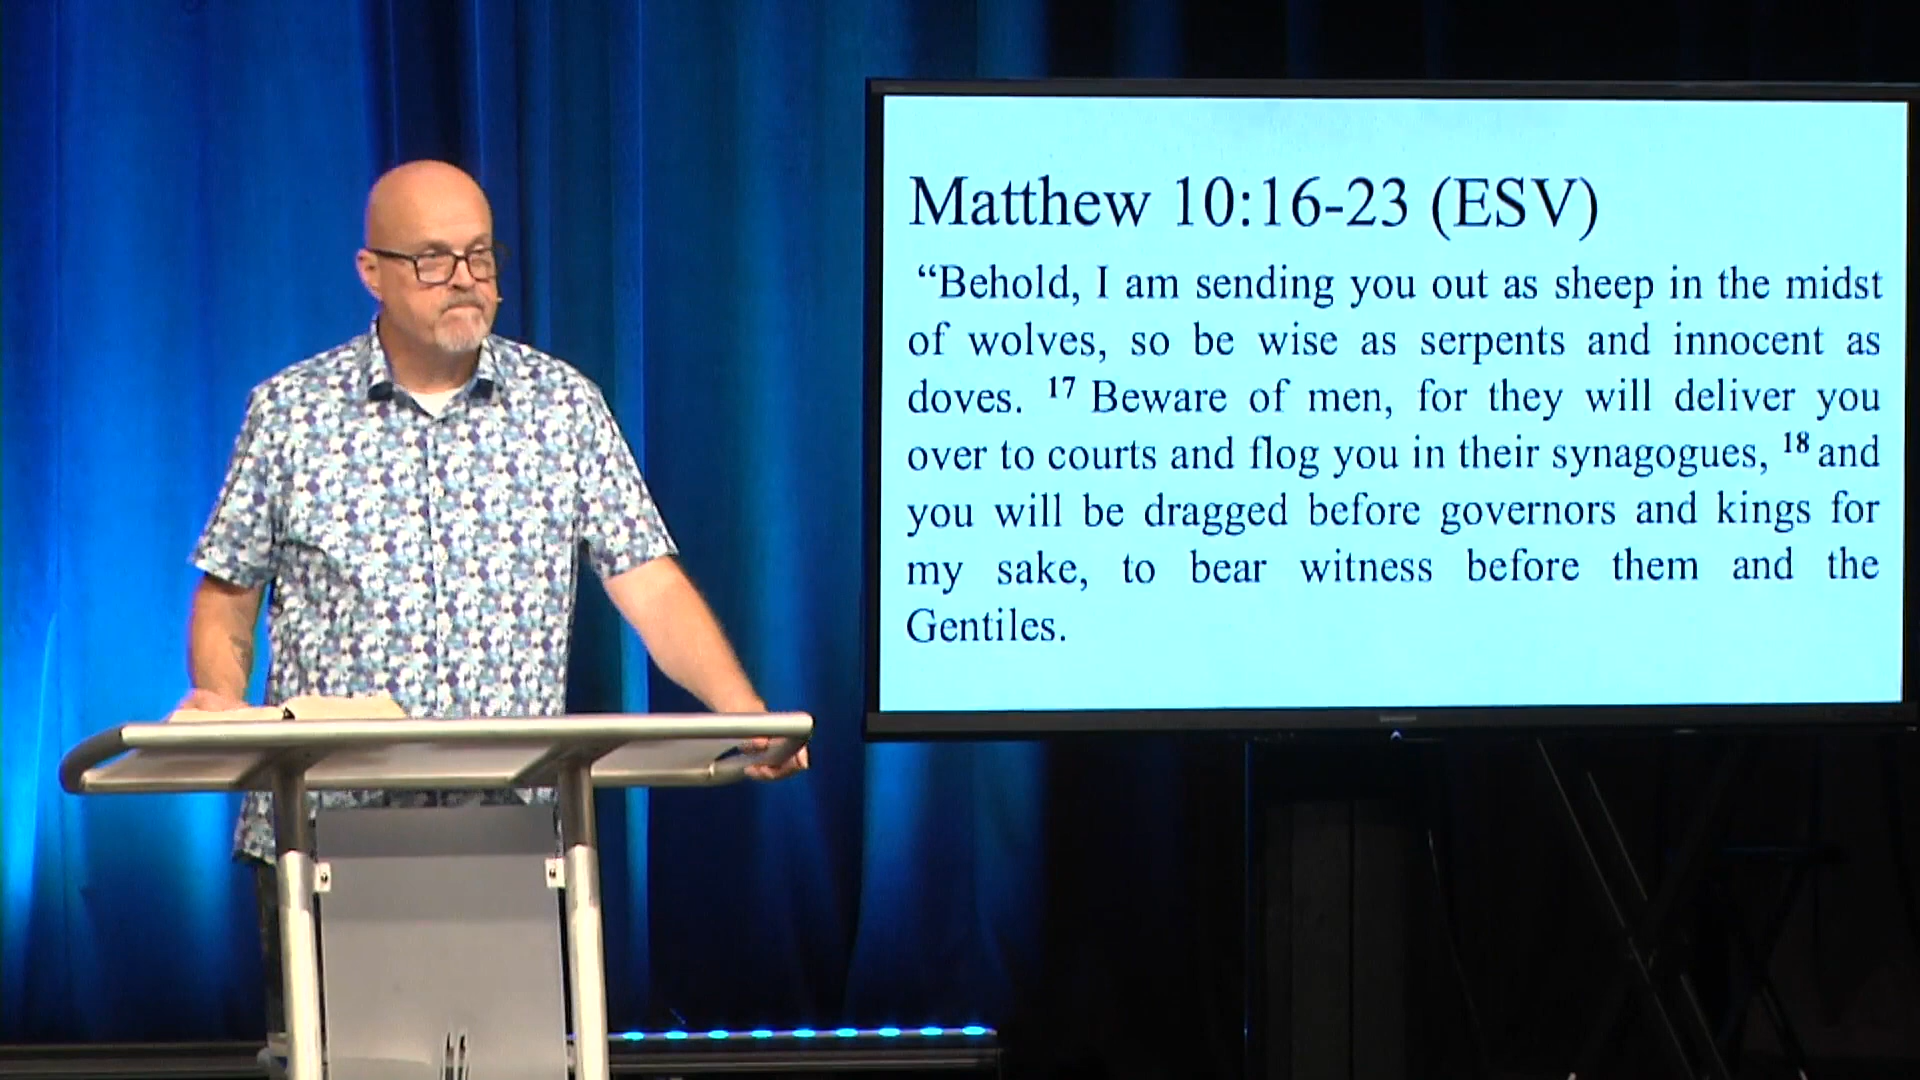 Matthew 10:16-23 (ESV)
“Behold, I am sending you out as sheep in the midst
of wolves, so be wise as serpents and innocent as
doves. 17 Beware of men, for they will deliver you
over to courts and flog you in their synagogues, 18 and
you will be dragged before governors and kings for
my sake, to bear witness before them and the
Gentiles.